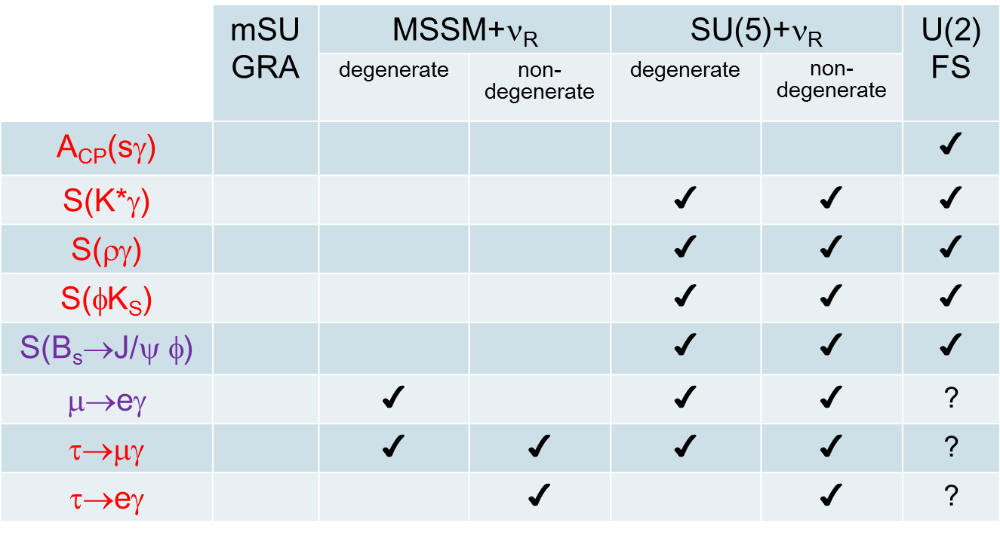 mSU GRA MSSM+νR SU(5)+νR U(2) FS
degenerate non-degenerate degenerate non-degenerate
ACP(sγ) ✔
S(K*γ) ✔ ✔ ✔
S(ργ) ✔ ✔ ✔
S(ϕKS) ✔ ✔ ✔
S(Bs→J/ψ ϕ) ✔ ✔ ✔
μ→eγ ✔ ✔ ✔ ?
τ→μγ ✔ ✔ ✔ ✔ ?
τ→eγ ✔ ✔ ?